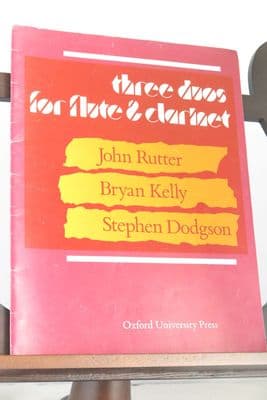 three duos
for flute & clarinet
John Rutter
Bryan Kelly
Stephen Dodgson
Oxford University Press